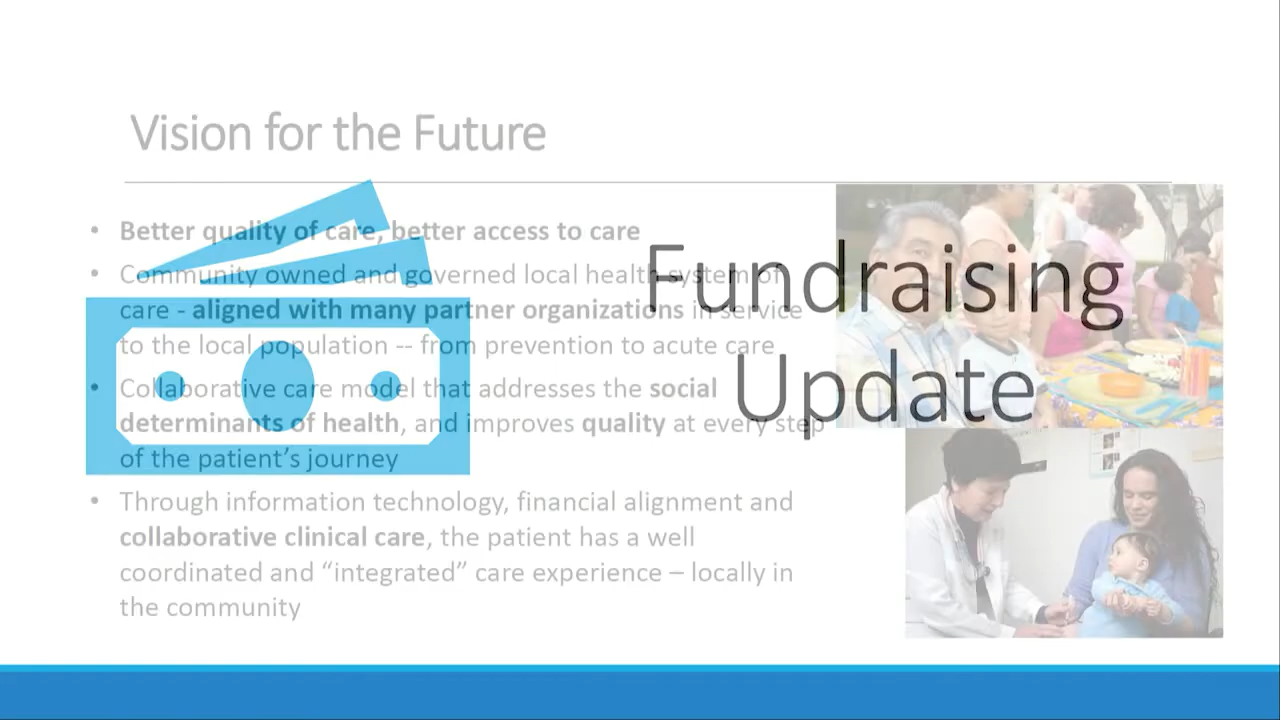 Vision for the Future
• Better quality of care, better access to care
• Community owned and governed local health system of
care - aligned with many partner organizations in service
to the local population -- from prevention to acute care
• Collaborative care model that addresses the social
determinants of health, and improves quality at every step
of the patient’s journey
• Through information technology, financial alignment and
collaborative clinical care, the patient has a well
coordinated and “integrated” care experience – locally in
the community
Fundraising
Update